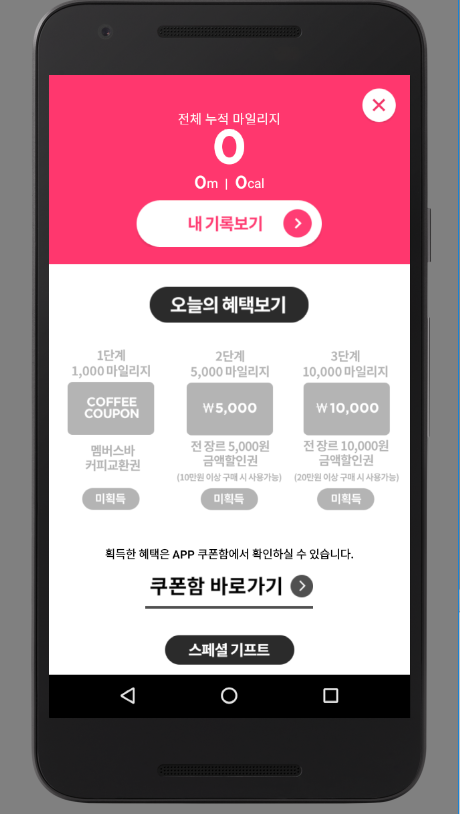 전체 누적 마일리지
0
0m | 0cal
내 기록보기
오늘의 혜택보기
1단계
1,000 마일리지
COFFEE
COUPON
멤버스바
커피교환권
미획득
2단계
5,000 마일리지
₩5,000
전 장르 5,000원
금액할인권
(10만원 이상 구매 시 사용가능)
미획득
3단계
10,000 마일리지
₩10,000
전 장르 10,000원
금액할인권
(20만원 이상 구매 시 사용가능)
미획득
획득한 혜택은 APP 쿠폰함에서 확인하실 수 있습니다.
쿠폰함 바로가기
스페셜 기프트